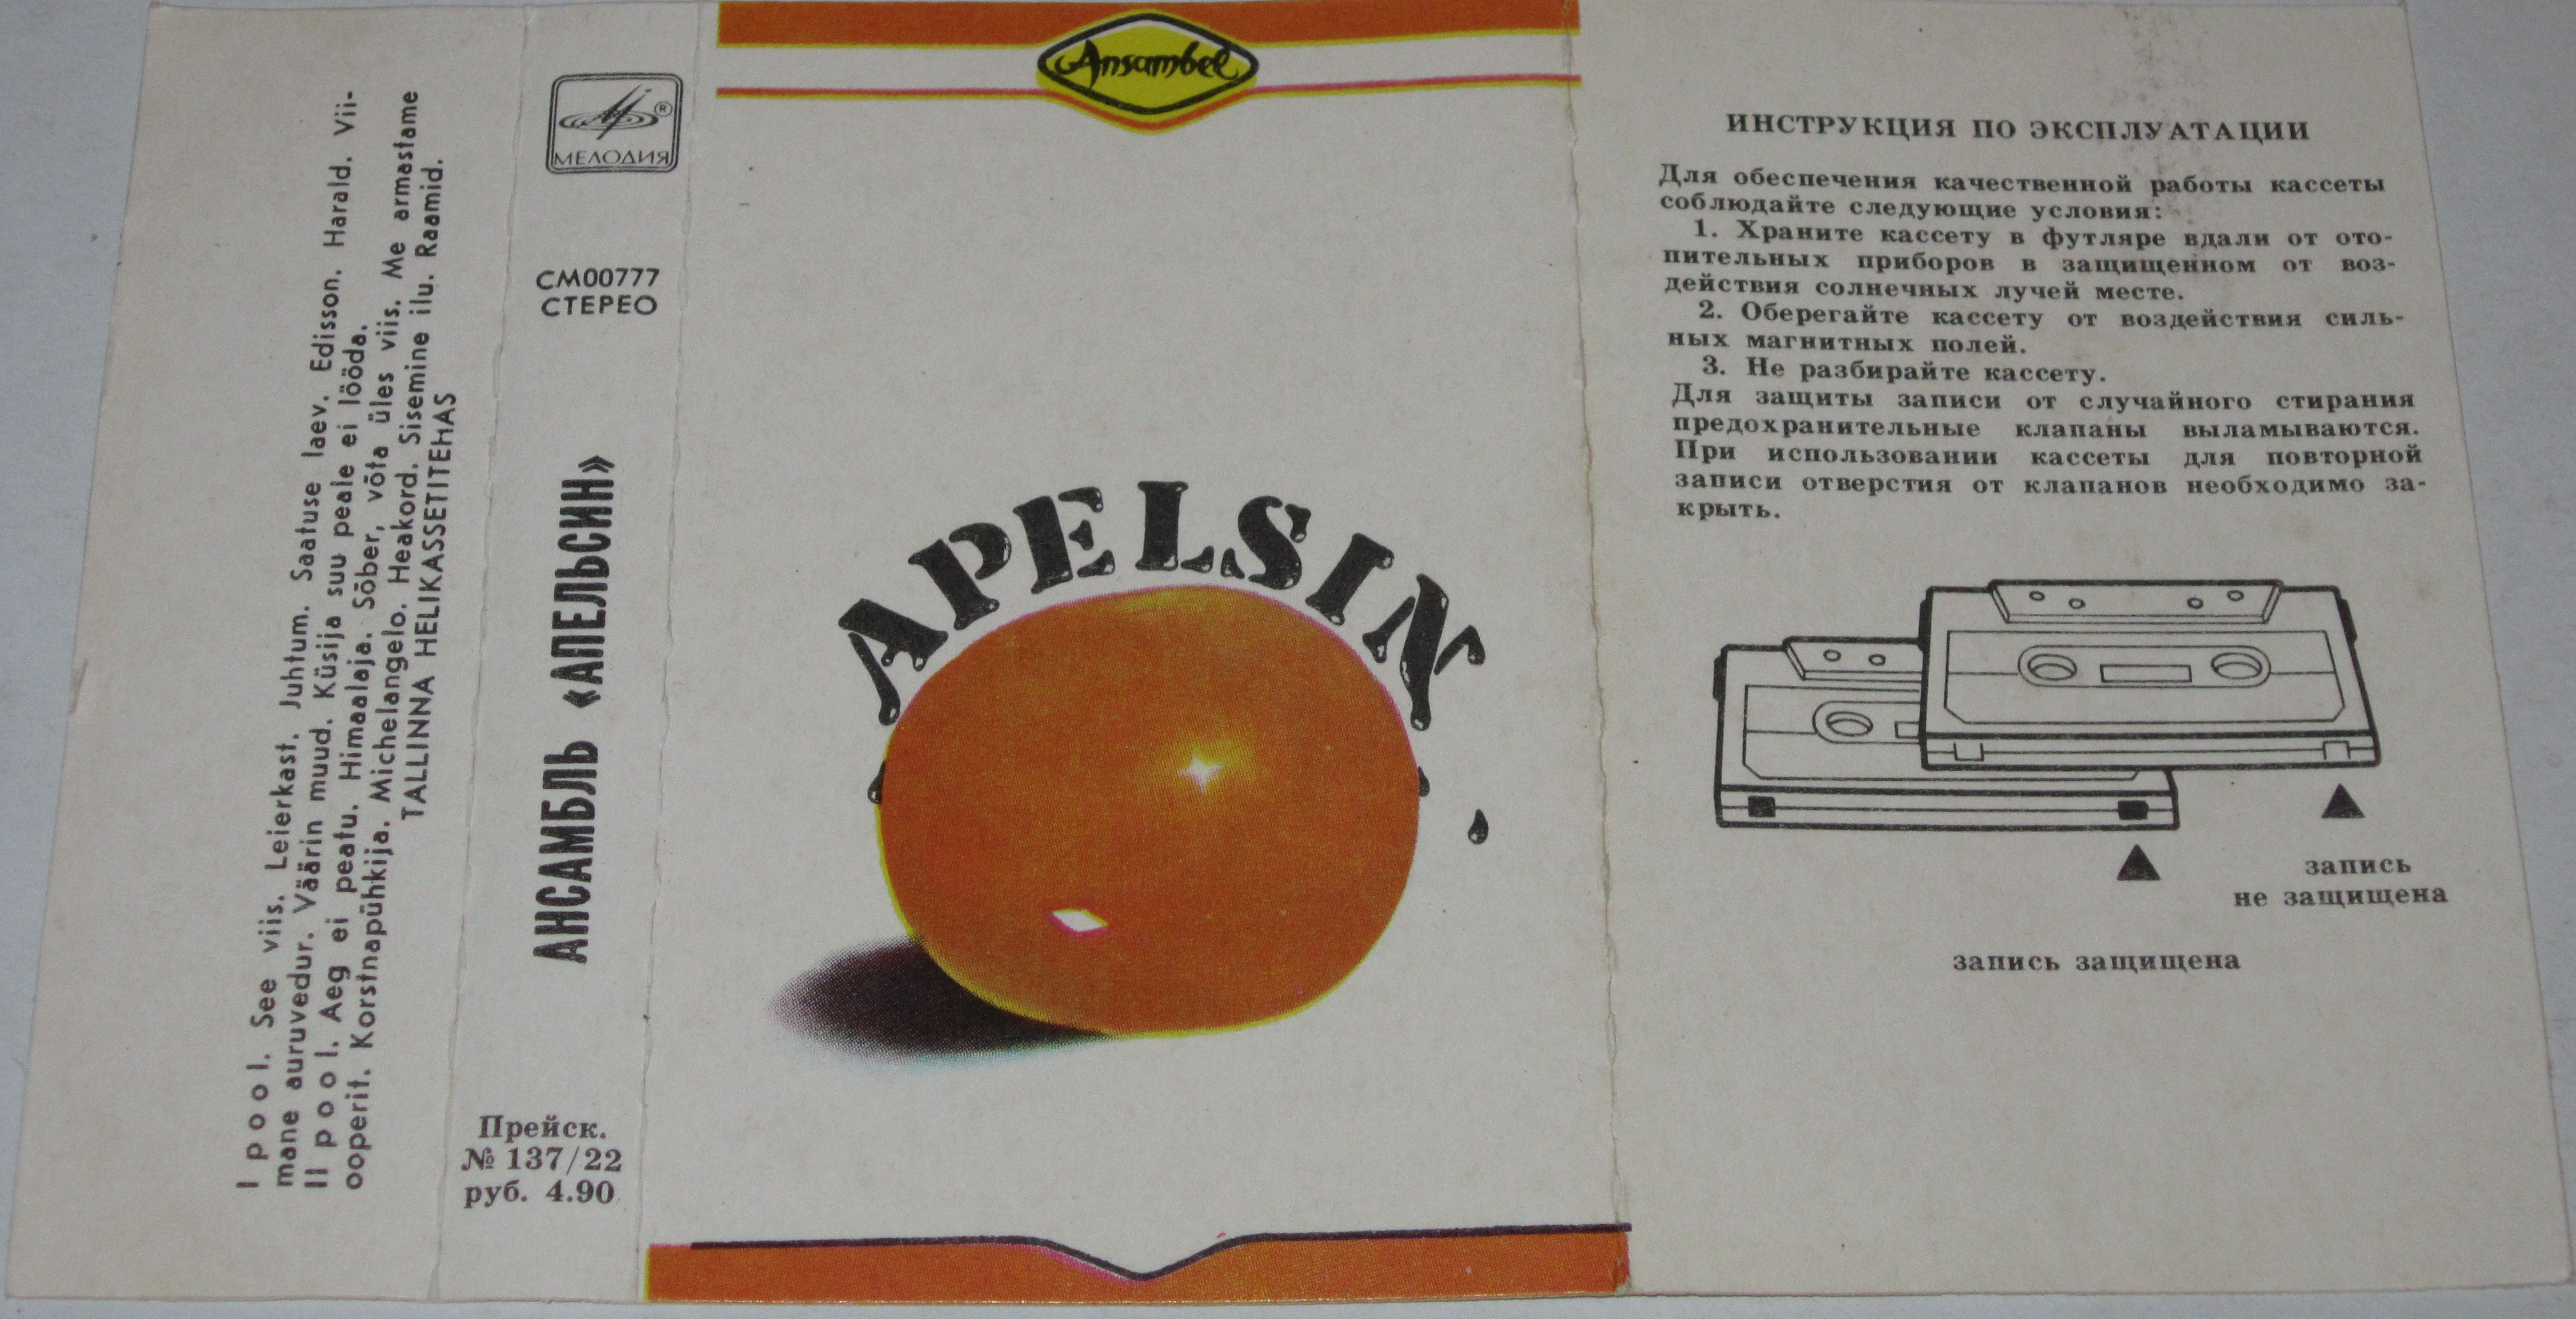 I pool. See viis. Leierkast. Juhtum. Saatuse laev. Edisson. Harald. Vii-
mane auruvedur. Väärin muud. Küsija suu peale ei lööda.
II pool. Aeg ei peatu. Himaalaja. Sõber, võta üles viis. Me armastame
ooperit. Korstnapühkija. Michelangelo. Heakord. Sisemine ilu. Raamid.
TALLINNA HELIKASSETITEHAS
МЕЛОДИЯ
®
СМ00777
СТЕРЕО
АНСАМБЛЬ «АПЕЛЬСИН»
Прейск.
№ 137/22
руб. 4.90
Ansambel
APELSIN
ИНСТРУКЦИЯ ПО ЭКСПЛУАТАЦИИ
Для обеспечения качественной работы кассеты
соблюдайте следующие условия:
1. Храните кассету в футляре вдали от ото-
пительных приборов в защищенном от воз-
действия солнечных лучей месте.
2. Оберегайте кассету от воздействия силь-
ных магнитных полей.
3. Не разбирайте кассету.
Для защиты записи от случайного стирания
предохранительные клапаны выламываются.
При использовании кассеты для повторной
записи отверстия от клапанов необходимо за-
крыть.
запись
не защищена
запись защищена